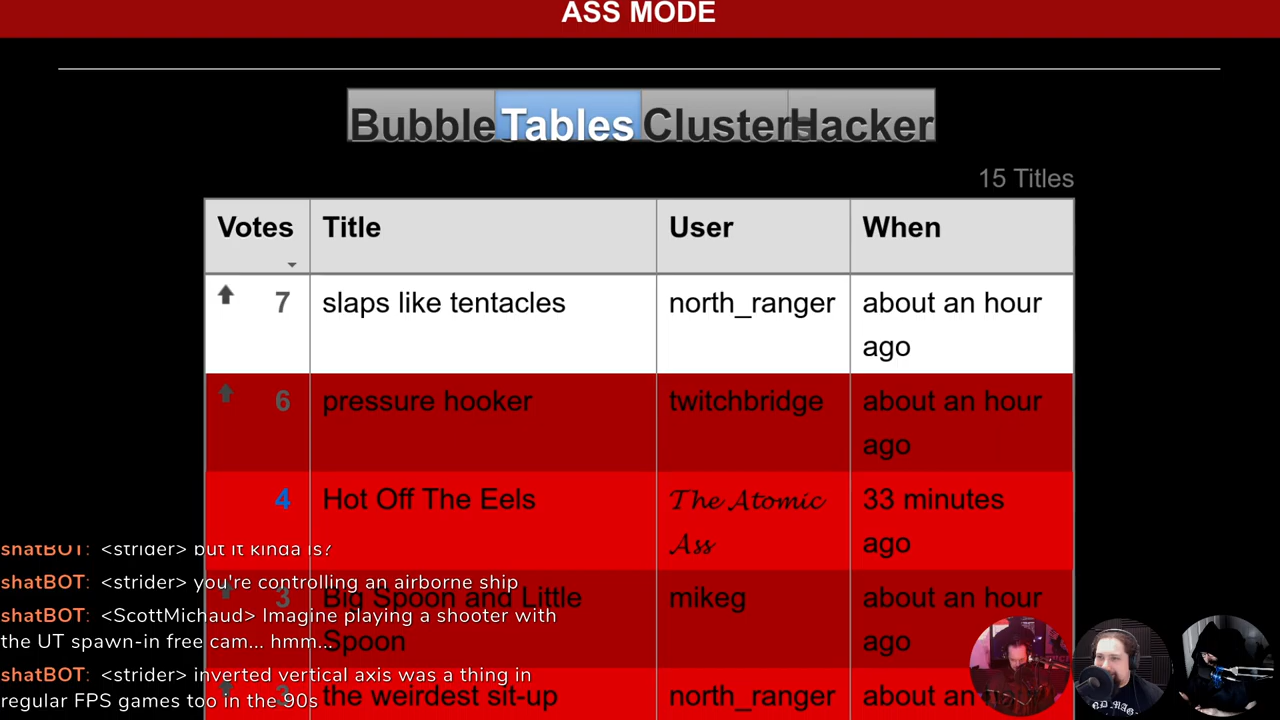 ASS MODE
Bubble Tables Cluster Hacker
15 Titles
Votes Title User When
7 slaps like tentacles north_ranger about an hour
ago
6 pressure hooker twitchbridge about an hour
ago
4 Hot Off The Eels 𝓣𝓱𝓮 𝓐𝓽𝓸𝓶𝓲𝓬 33 minutes
𝓐𝓼𝓼 ago
shatBOT: <strider> but it kinda is?
shatBOT: <strider> you're controlling an airborne ship
3 Big Spoon and Little mikeg about an hour
Spoon ago
shatBOT: <ScottMichaud> Imagine playing a shooter with
the UT spawn-in free cam... hmm...
shatBOT: <strider> inverted vertical axis was a thing in
regular FPS games too in the 90s
the weirdest sit-up north_ranger about an hour